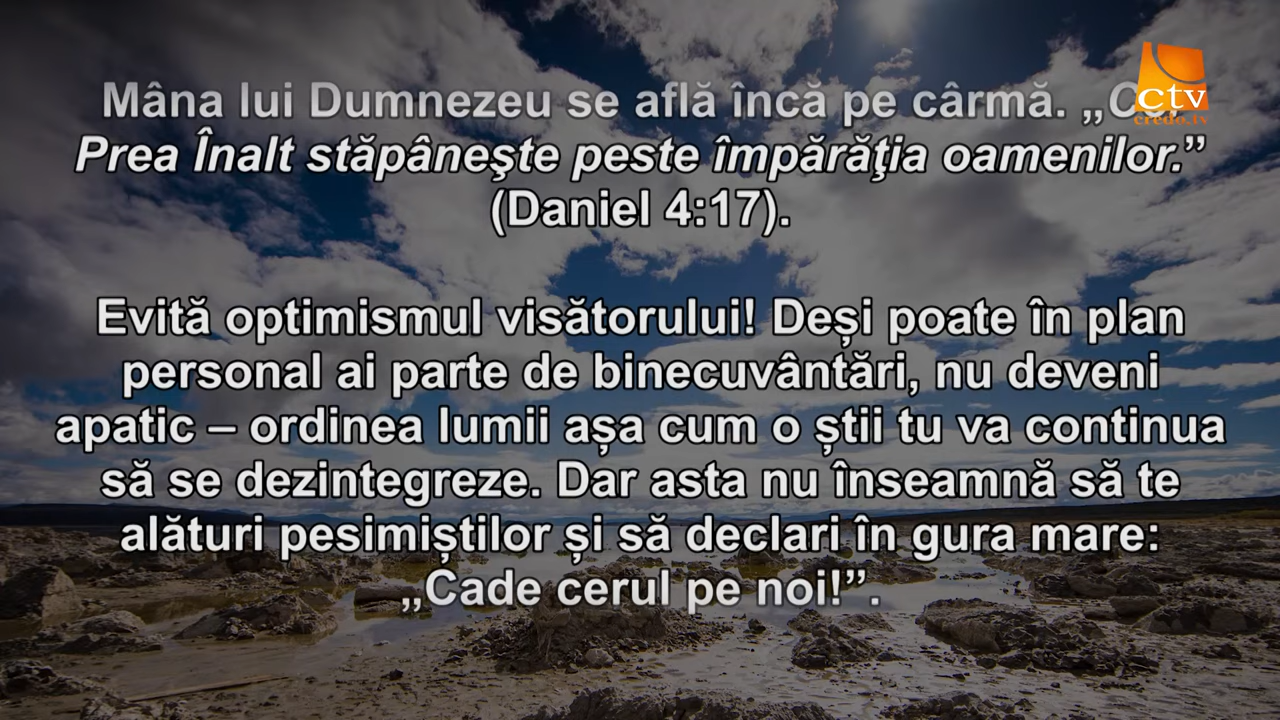 Mâna lui Dumnezeu se află încă pe cârmă. „Cel
Prea Înalt stăpâneşte peste împărăţia oamenilor.”
(Daniel 4:17).
Evită optimismul visătorului! Deși poate în plan
personal ai parte de binecuvântări, nu deveni
apatic – ordinea lumii așa cum o știi tu va continua
să se dezintegreze. Dar asta nu înseamnă să te
alături pesimiștilor și să declari în gura mare:
„Cade cerul pe noi!”.
ctv
credo.tv